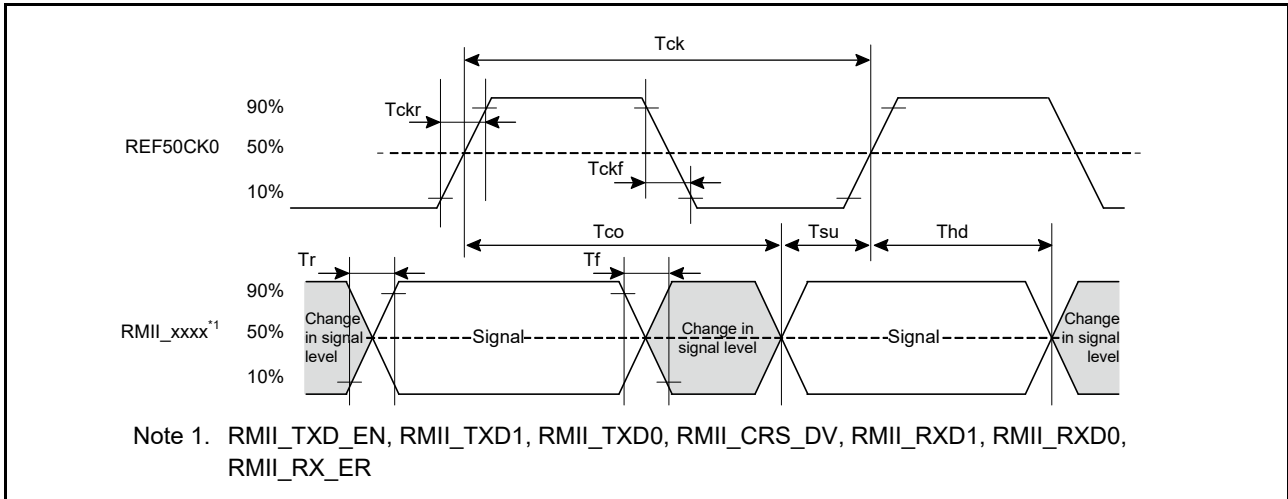 Tck
90%
Tckr
REF50CK0
50%
Tckf
10%
Tco
Tsu
Thd
Tr
Tf
90%
RMII_xxxx*1
50%
10%
Change
in signal
level
Signal
Change in
signal level
Signal
Change
in signal
level
Note 1. RMII_TXD_EN, RMII_TXD1, RMII_TXD0, RMII_CRS_DV, RMII_RXD1, RMII_RXD0,
RMII_RX_ER